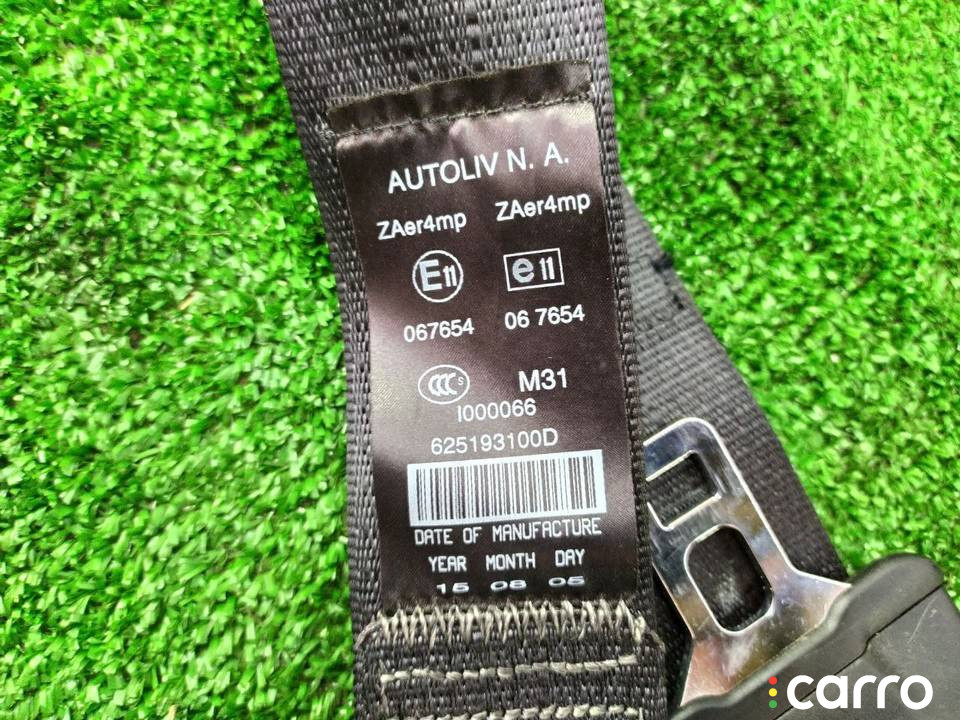 AUTOLIV N. A.
ZAer4mp ZAer4mp
E11 e11
067654 06 7654
CCC S M31
I000066
625193100D
DATE OF MANUFACTURE
YEAR MONTH DAY
15 08 05
carro